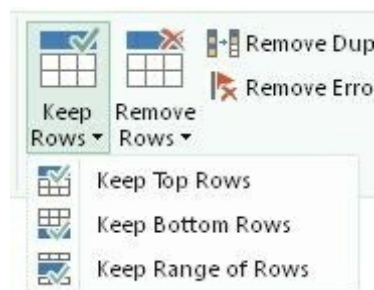 Keep
Rows
Remove
Rows
Remove Dup
Remove Erro
Keep Top Rows
Keep Bottom Rows
Keep Range of Rows